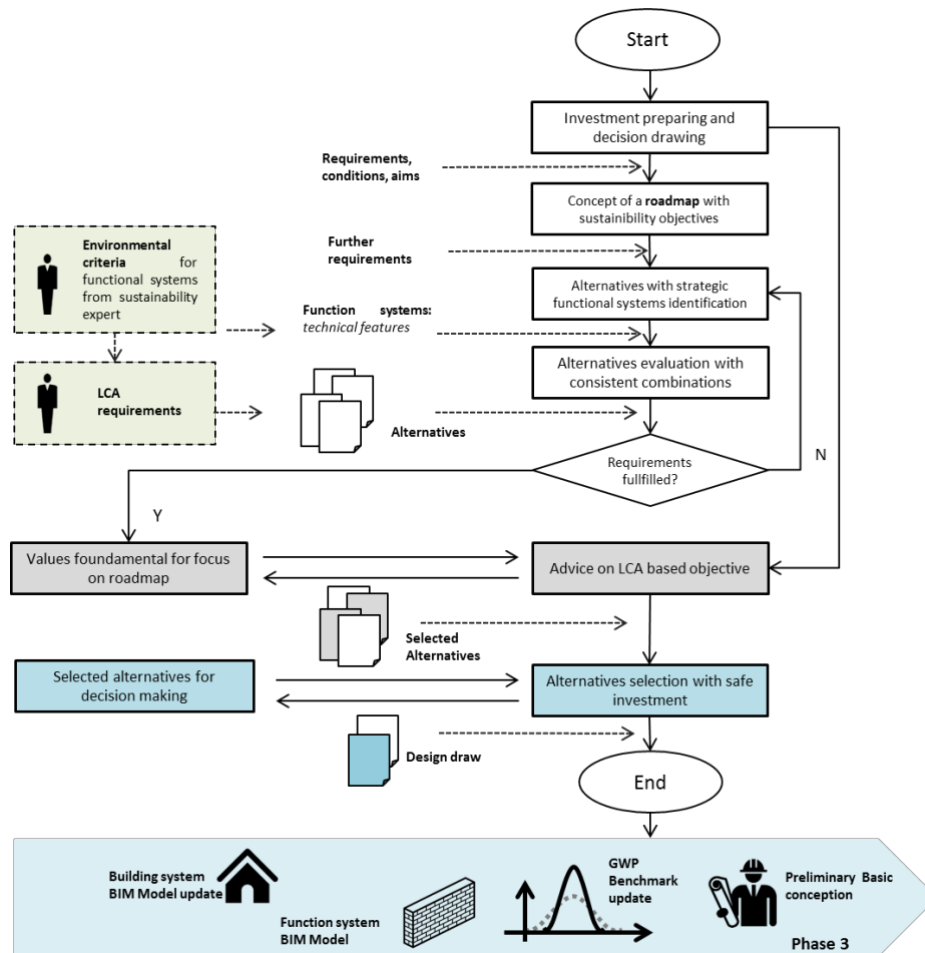 Start
Investment preparing and
decision drawing
Requirements,
conditions, aims
Concept of a roadmap with
sustainibility objectives
Environmental
criteria for
functional systems
from sustainability
expert
Further
requirements
Alternatives with strategic
functional systems identification
Function systems:
technical features
Alternatives evaluation with
consistent combinations
LCA
requirements
Alternatives
Requirements
fullfilled?
N
Y
Values foundamental for focus
on roadmap
Advice on LCA based objective
Selected
Alternatives
Selected alternatives for
decision making
Alternatives selection with safe
investment
Design draw
End
Building system
BIM Model update
Function system
BIM Model
GWP
Benchmark
update
Preliminary Basic
conception
Phase 3